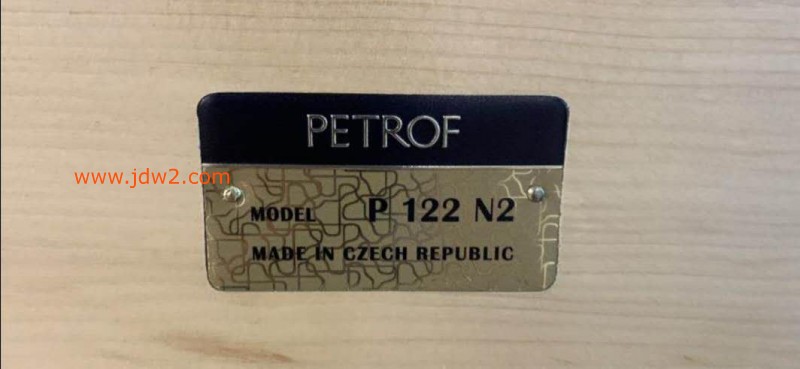 PETROF
www.jdw2.com
MODEL P 122 N2
MADE IN CZECH REPUBLIC